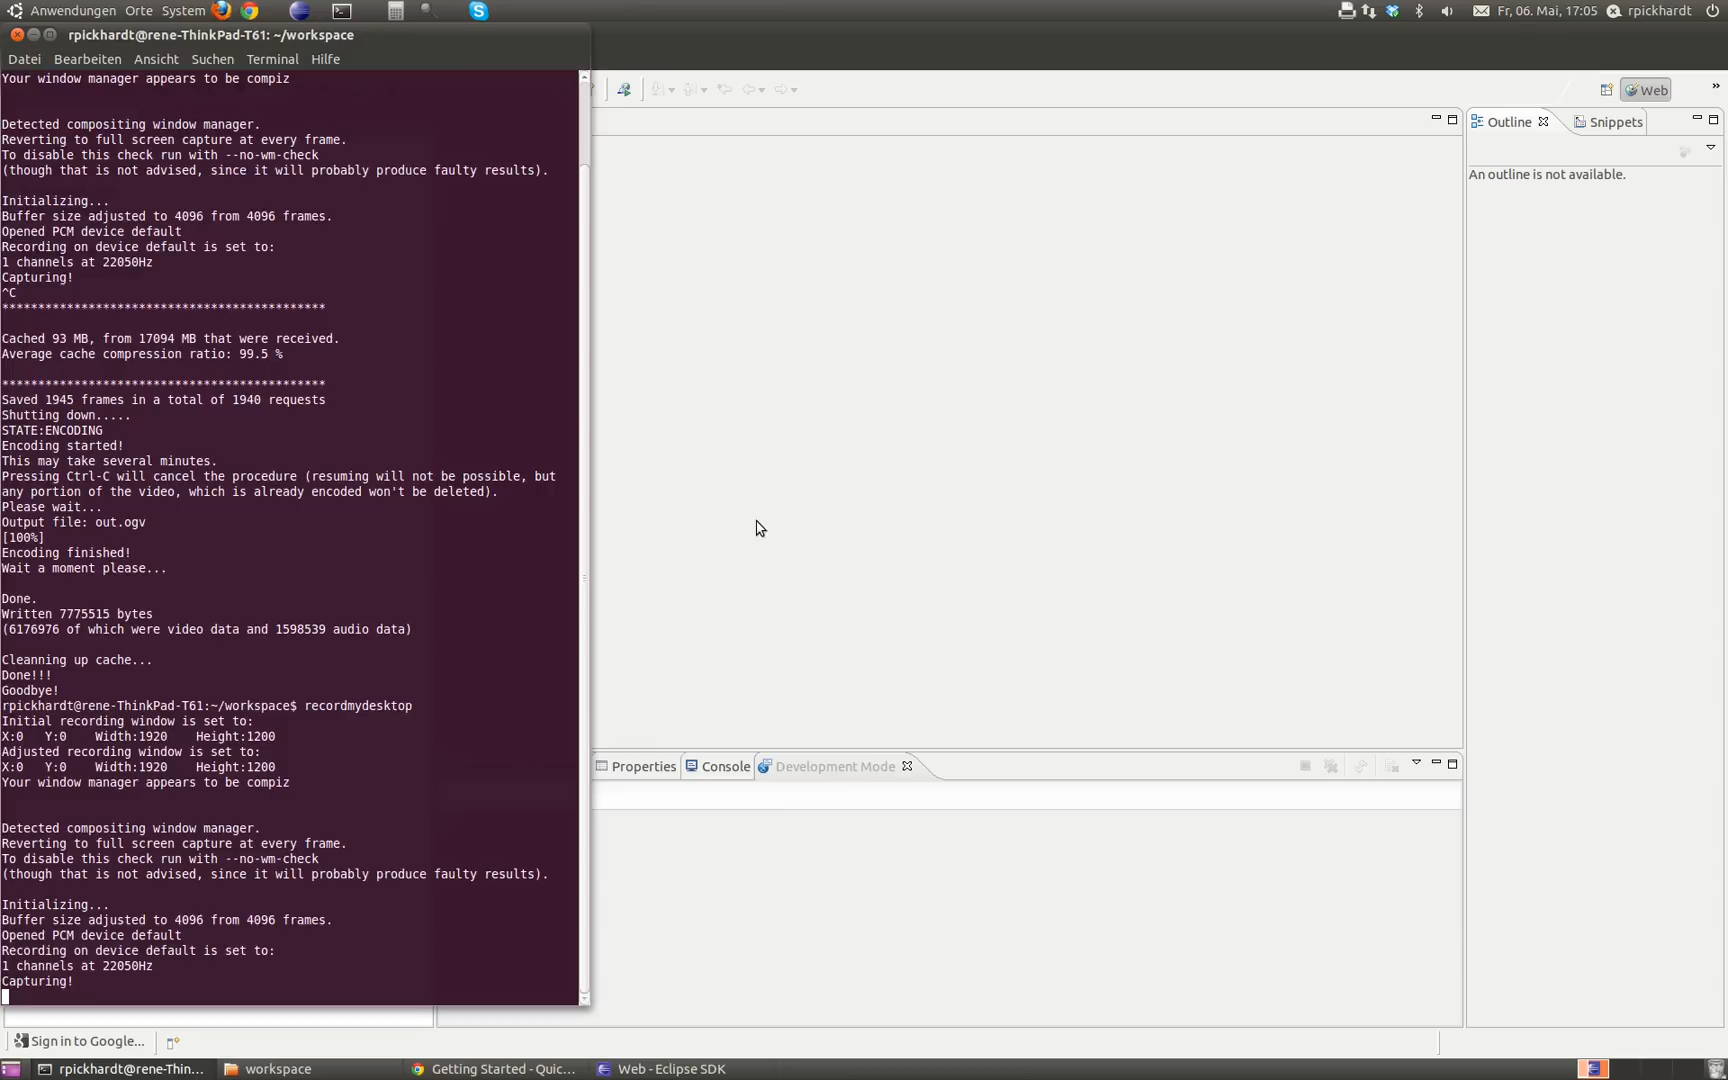 Anwendungen Orte System
Fr, 06. Mai, 17:05 rpickhardt
rpickhardt@rene-ThinkPad-T61: ~/workspace
Datei Bearbeiten Ansicht Suchen Terminal Hilfe
Your window manager appears to be compiz
Detected compositing window manager.
Reverting to full screen capture at every frame.
To disable this check run with --no-wm-check
(though that is not advised, since it will probably produce faulty results).
Initializing...
Buffer size adjusted to 4096 from 4096 frames.
Opened PCM device default
Recording on device default is set to:
1 channels at 22050Hz
Capturing!
^C
*********************************************
Cached 93 MB, from 17094 MB that were received.
Average cache compression ratio: 99.5 %
*********************************************
Saved 1945 frames in a total of 1940 requests
Shutting down.....
STATE:ENCODING
Encoding started!
This may take several minutes.
Pressing Ctrl-C will cancel the procedure (resuming will not be possible, but
any portion of the video, which is already encoded won't be deleted).
Please wait...
Output file: out.ogv
[100%]
Encoding finished!
Wait a moment please...
Done.
Written 7775515 bytes
(6176976 of which were video data and 1598539 audio data)
Cleanning up cache...
Done!!!
Goodbye!
rpickhardt@rene-ThinkPad-T61:~/workspace$ recordmydesktop
Initial recording window is set to:
X:0   Y:0    Width:1920    Height:1200
Adjusted recording window is set to:
X:0   Y:0    Width:1920    Height:1200
Your window manager appears to be compiz
Detected compositing window manager.
Reverting to full screen capture at every frame.
To disable this check run with --no-wm-check
(though that is not advised, since it will probably produce faulty results).
Initializing...
Buffer size adjusted to 4096 from 4096 frames.
Opened PCM device default
Recording on device default is set to:
1 channels at 22050Hz
Capturing!
Web
Outline Snippets
An outline is not available.
Properties Console Development Mode
Sign in to Google...
rpickhardt@rene-Thin... workspace Getting Started - Quic... Web - Eclipse SDK